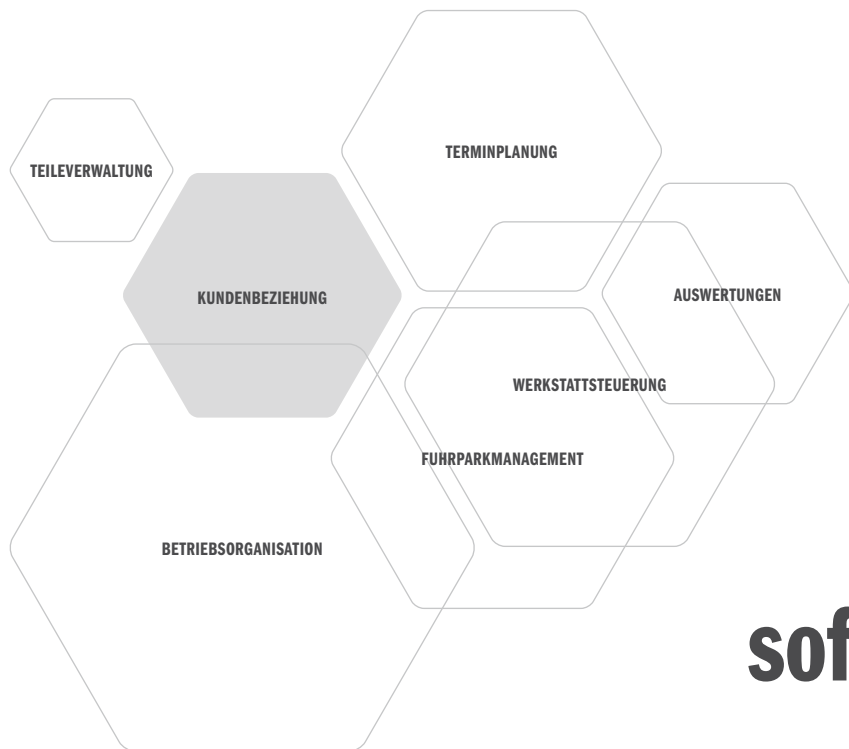 TERMINPLANUNG
TEILEVERWALTUNG
KUNDENBEZIEHUNG
AUSWERTUNGEN
WERKSTATTSTEUERUNG
FUHRPARKMANAGEMENT
BETRIEBSORGANISATION
sof